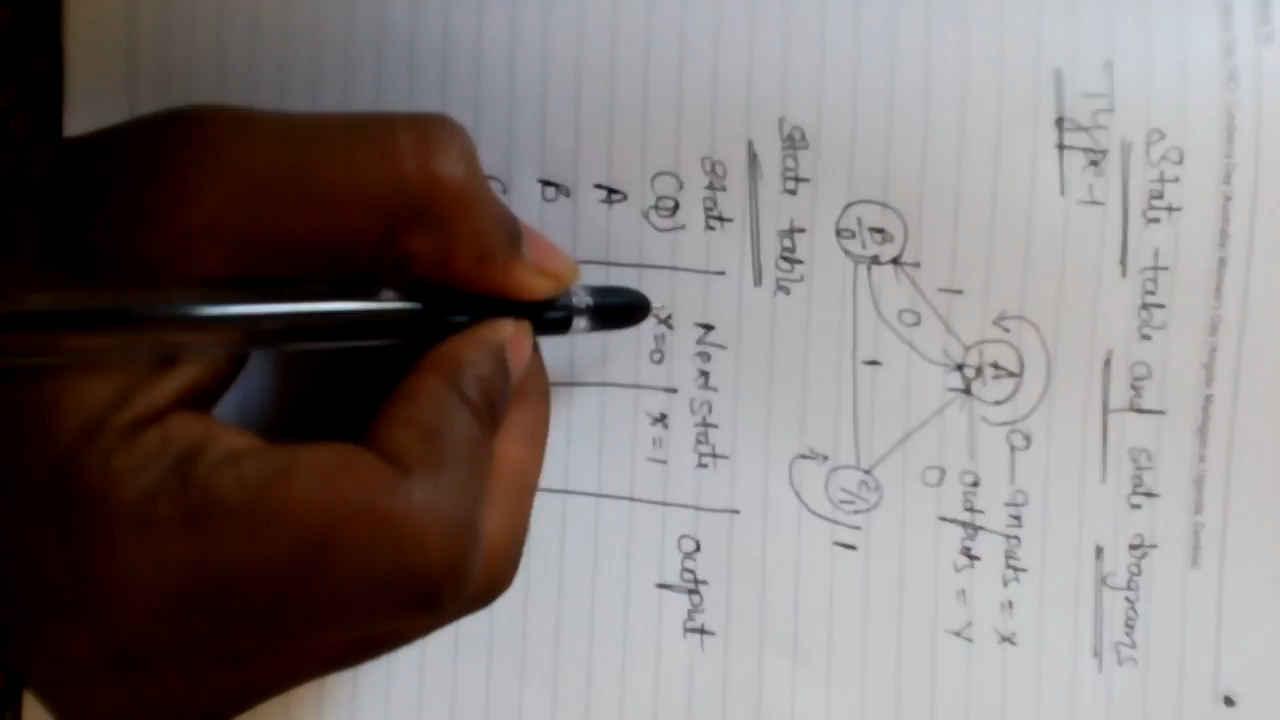 State table and state diagrams
Type-1
0
inputs = x
A
outputs = Y
1
0
0
B
0
1
C/1
1
State table
State
Next state
output
(Q)
x=0
x=1
A
B
C